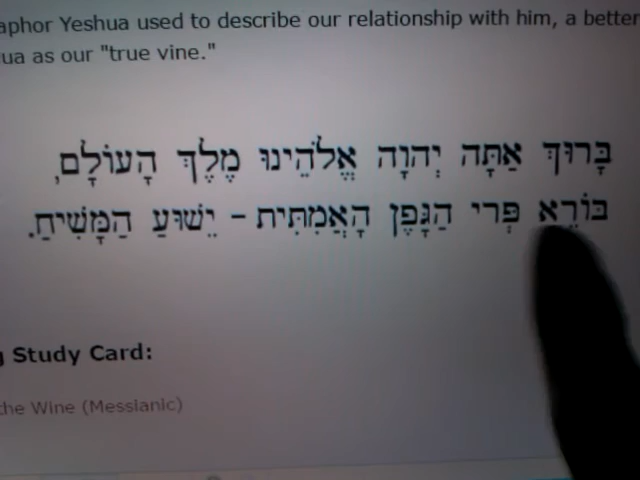 aphor Yeshua used to describe our relationship with him, a better
ua as our "true vine."
בָּרוּךְ אַתָּה יְהוָה אֱלֹהֵינוּ מֶלֶךְ הָעוֹלָם,
בּוֹרֵא פְּרִי הַגָּפֶן הָאֲמִתִּית – יֵשׁוּעַ הַמָּשִׁיחַ.
Study Card:
the Wine (Messianic)